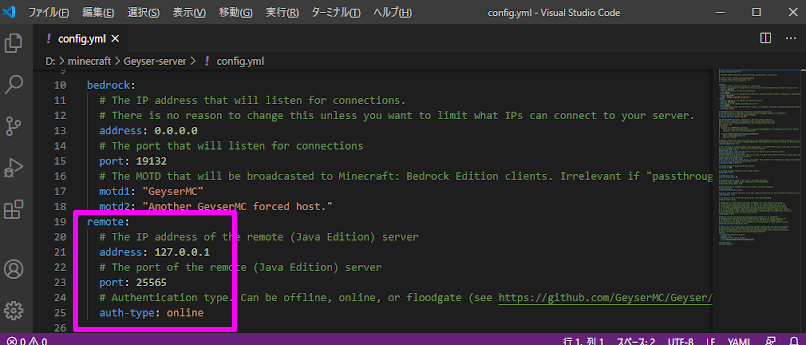 ファイル(F) 編集(E) 選択(S) 表示(V) 移動(G) 実行(R) ターミナル(T) ヘルプ(H) config.yml - Visual Studio Code
! config.yml ×
D: > minecraft > Geyser-server > ! config.yml
9
10 bedrock:
11 # The IP address that will listen for connections.
12 # There is no reason to change this unless you want to limit what IPs can connect to your server.
13 address: 0.0.0.0
14 # The port that will listen for connections
15 port: 19132
16 # The MOTD that will be broadcasted to Minecraft: Bedrock Edition clients. Irrelevant if "passthroug
17 motd1: "GeyserMC"
18 motd2: "Another GeyserMC forced host."
19 remote:
20 # The IP address of the remote (Java Edition) server
21 address: 127.0.0.1
22 # The port of the remote (Java Edition) server
23 port: 25565
24 # Authentication type. Can be offline, online, or floodgate (see https://github.com/GeyserMC/Geyser/
25 auth-type: online
26
0 0 行 1, 列 1 スペース: 2 UTF-8 LF YAML